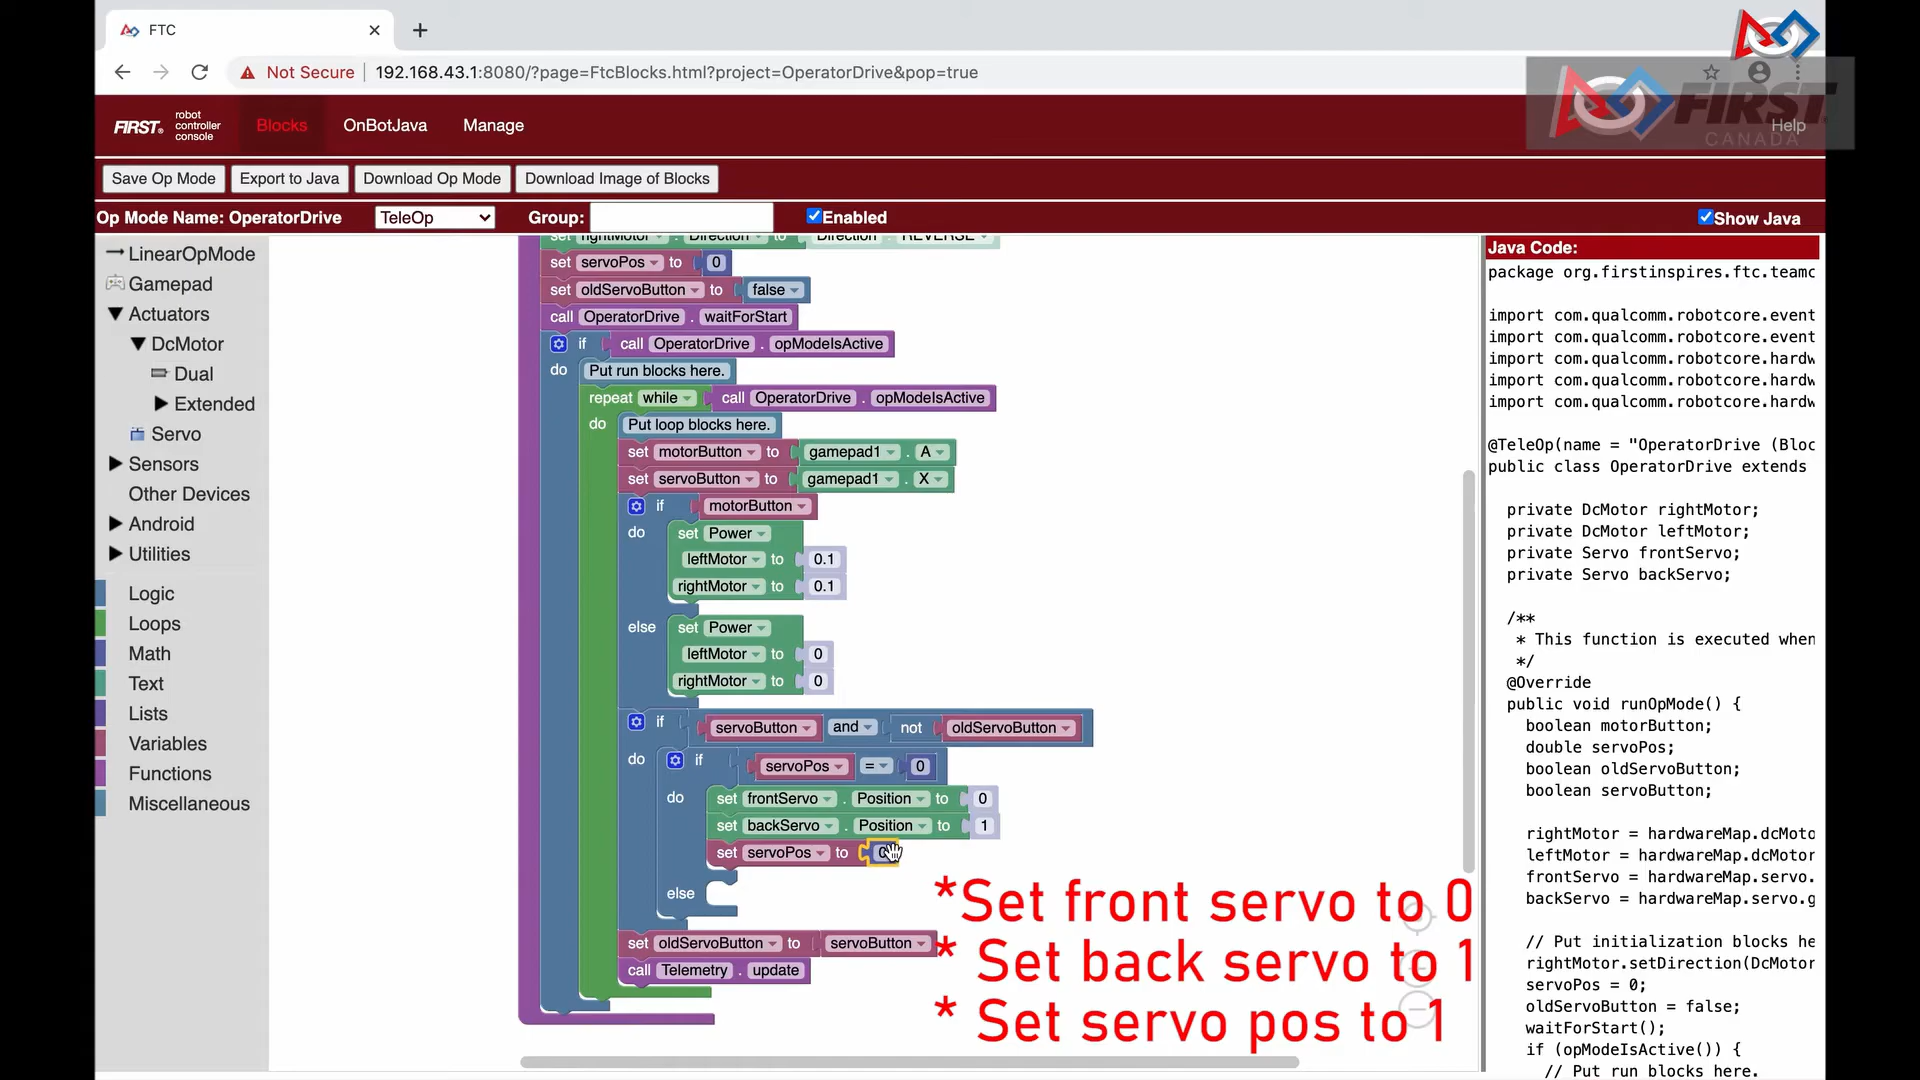 FTC
Not Secure
192.168.43.1:8080/?page=FtcBlocks.html?project=OperatorDrive&pop=true
FIRST
CANADA
FIRST® robot controller console
Blocks
OnBotJava
Manage
Help
Save Op Mode
Export to Java
Download Op Mode
Download Image of Blocks
Op Mode Name: OperatorDrive
TeleOp
Group:
Enabled
Show Java
LinearOpMode
Gamepad
Actuators
DcMotor
Dual
Extended
Servo
Sensors
Other Devices
Android
Utilities
Logic
Loops
Math
Text
Lists
Variables
Functions
Miscellaneous
set rightMotor . Direction to Direction . REVERSE
set servoPos to 0
set oldServoButton to false
call OperatorDrive . waitForStart
if call OperatorDrive . opModeIsActive
do Put run blocks here.
repeat while call OperatorDrive . opModeIsActive
do Put loop blocks here.
set motorButton to gamepad1 . A
set servoButton to gamepad1 . X
if motorButton
do set Power
leftMotor to 0.1
rightMotor to 0.1
else set Power
leftMotor to 0
rightMotor to 0
if servoButton and not oldServoButton
do if servoPos = 0
do set frontServo . Position to 0
set backServo . Position to 1
set servoPos to 0
else
set oldServoButton to servoButton
call Telemetry . update
*Set front servo to 0
* Set back servo to 1
* Set servo pos to 1
Java Code:
package org.firstinspires.ftc.teamc
import com.qualcomm.robotcore.event
import com.qualcomm.robotcore.event
import com.qualcomm.robotcore.hardw
import com.qualcomm.robotcore.hardw
import com.qualcomm.robotcore.hardw
@TeleOp(name = "OperatorDrive (Bloc
public class OperatorDrive extends
private DcMotor rightMotor;
private DcMotor leftMotor;
private Servo frontServo;
private Servo backServo;
/**
* This function is executed when
*/
@Override
public void runOpMode() {
boolean motorButton;
double servoPos;
boolean oldServoButton;
boolean servoButton;
rightMotor = hardwareMap.dcMoto
leftMotor = hardwareMap.dcMotor
frontServo = hardwareMap.servo.
backServo = hardwareMap.servo.g
// Put initialization blocks he
rightMotor.setDirection(DcMotor
servoPos = 0;
oldServoButton = false;
waitForStart();
if (opModeIsActive()) {
// Put run blocks here.